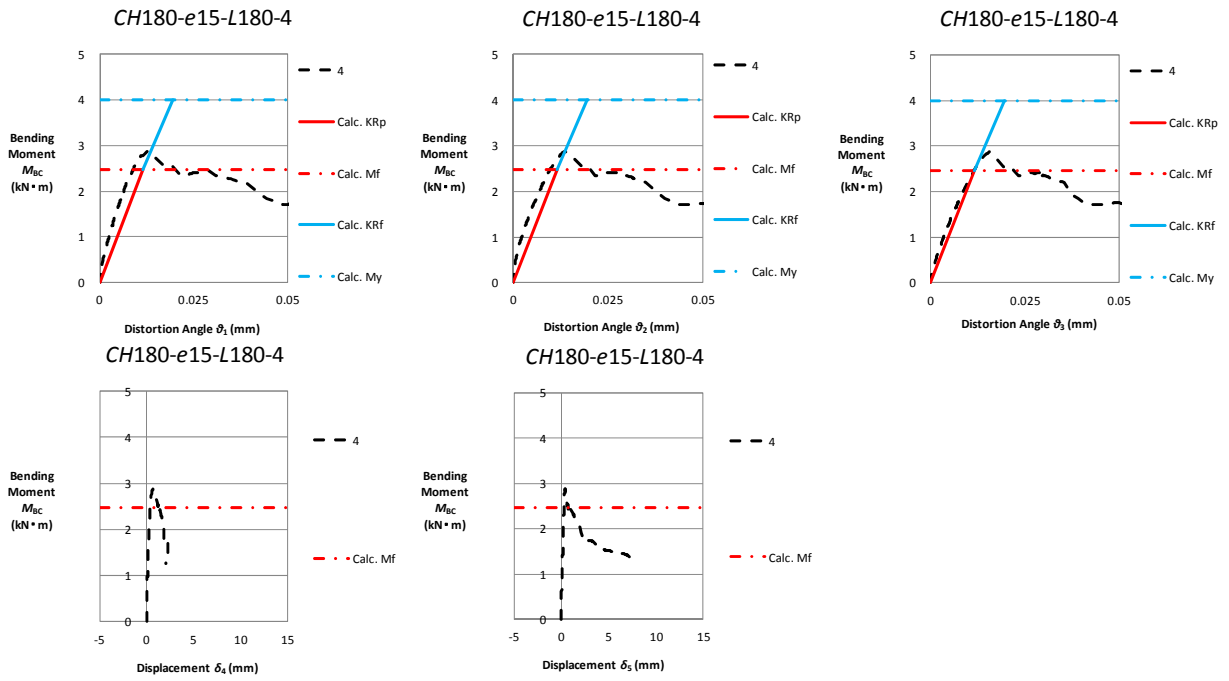 CH180-e15-L180-4
5
4
3
2
1
0
0
0.025
0.05
Bending
Moment
MBC
(kN・m)
Distortion Angle ϑ1 (mm)
4
Calc. KRp
Calc. Mf
Calc. KRf
Calc. My
CH180-e15-L180-4
5
4
3
2
1
0
0
0.025
0.05
Bending
Moment
MBC
(kN・m)
Distortion Angle ϑ2 (mm)
4
Calc. KRp
Calc. Mf
Calc. KRf
Calc. My
CH180-e15-L180-4
5
4
3
2
1
0
0
0.025
0.05
Bending
Moment
MBC
(kN・m)
Distortion Angle ϑ3 (mm)
4
Calc. KRp
Calc. Mf
Calc. KRf
Calc. My
CH180-e15-L180-4
5
4
3
2
1
0
-5
0
5
10
15
Bending
Moment
MBC
(kN・m)
Displacement δ4 (mm)
4
Calc. Mf
CH180-e15-L180-4
5
4
3
2
1
0
-5
0
5
10
15
Bending
Moment
MBC
(kN・m)
Displacement δ5 (mm)
4
Calc. Mf